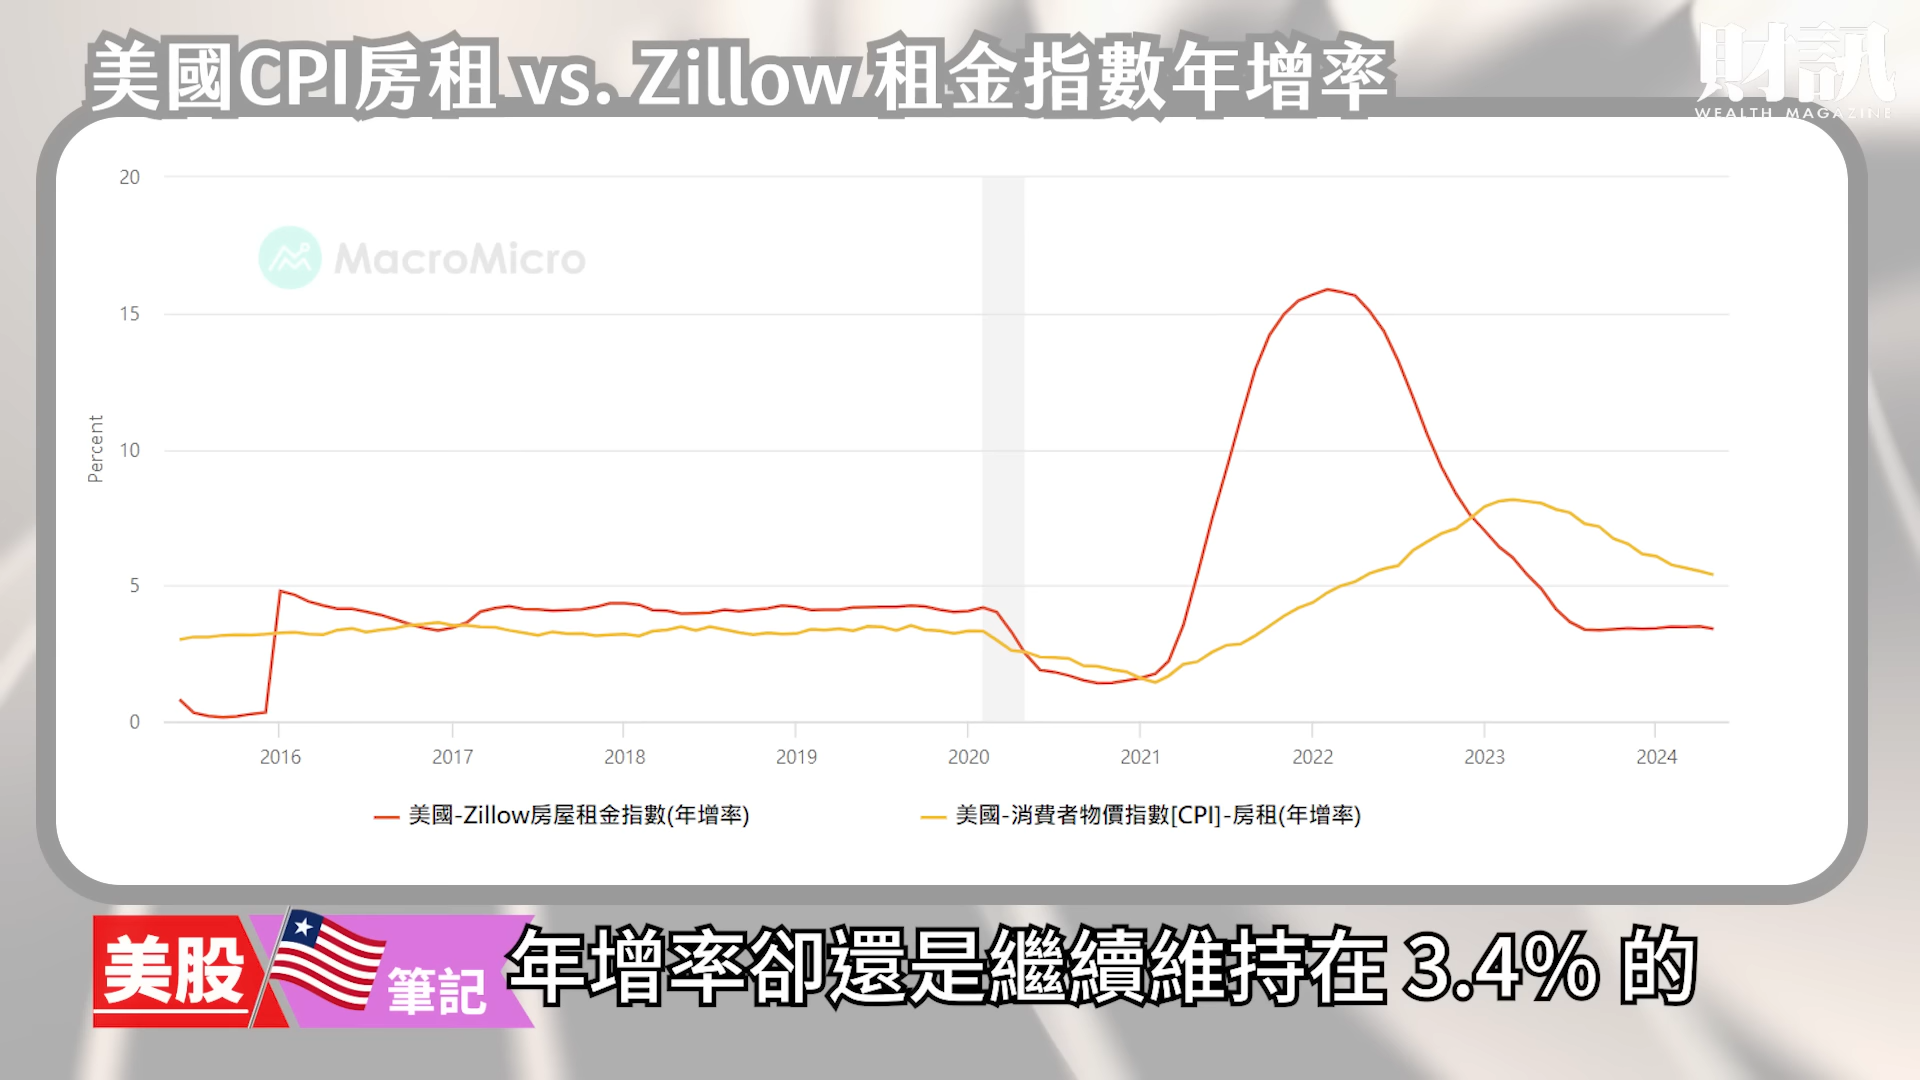 美國CPI房租 vs. Zillow 租金指數年增率
財訊
WEALTH MAGAZINE
MacroMicro
Percent
20
15
10
5
0
2016 2017 2018 2019 2020 2021 2022 2023 2024
美國-Zillow房屋租金指數(年增率) 美國-消費者物價指數[CPI]-房租(年增率)
美股筆記
年增率卻還是繼續維持在 3.4% 的